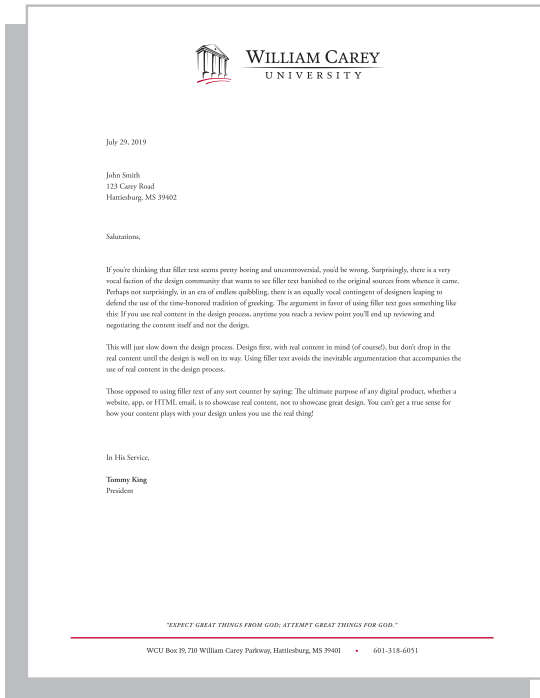 WILLIAM CAREY
UNIVERSITY
July 29, 2019
John Smith
123 Carey Road
Hattiesburg, MS 39402
Salutations,
If you're thinking that filler text seems pretty boring and uncontroversial, you'd be wrong. Surprisingly, there is a very
vocal faction of the design community that wants to see filler text banished to the original sources from whence it came.
Perhaps not surprisingly, in an era of endless quibbling, there is an equally vocal contingent of designers leaping to
defend the use of the time-honored tradition of greeking. The argument in favor of using filler text goes something like
this: If you use real content in the design process, anytime you reach a review point you'll end up reviewing and
negotiating the content itself and not the design.
This will just slow down the design process. Design first, with real content in mind (of course!), but don't drop in the
real content until the design is well on its way. Using filler text avoids the inevitable argumentation that accompanies the
use of real content in the design process.
Those opposed to using filler text of any sort counter by saying: The ultimate purpose of any digital product, whether a
website, app, or HTML email, is to showcase real content, not to showcase great design. You can't get a true sense for
how your content plays with your design unless you use the real thing!
In His Service,
Tommy King
President
"EXPECT GREAT THINGS FROM GOD; ATTEMPT GREAT THINGS FOR GOD."
WCU Box 19, 710 William Carey Parkway, Hattiesburg, MS 39401 • 601-318-6051